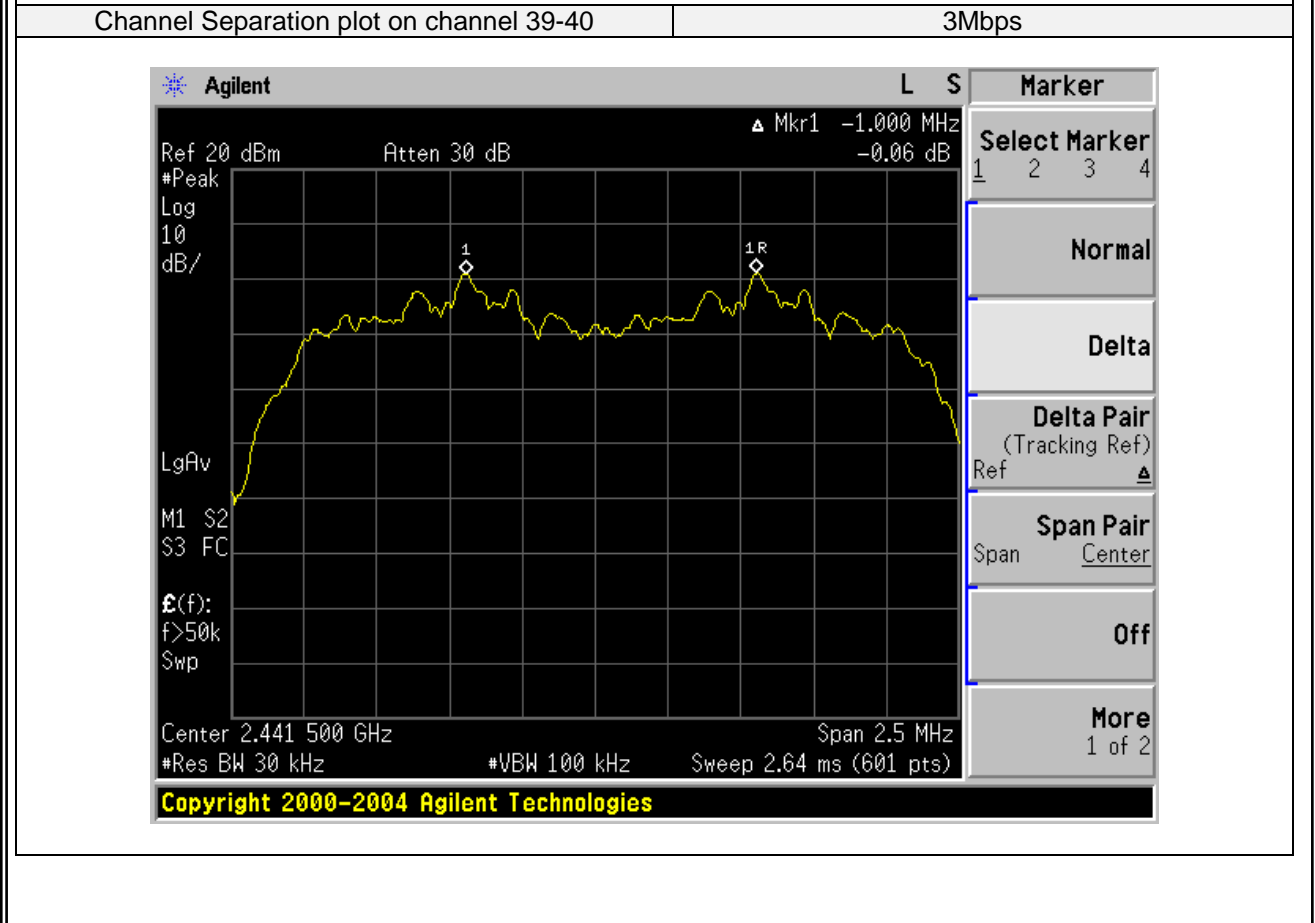 Channel Separation plot on channel 39-40 3Mbps
Agilent L S
Marker
Δ Mkr1 -1.000 MHz
Ref 20 dBm Atten 30 dB -0.06 dB
#Peak
Log
10
dB/
1
1R
LgAv
M1 S2
S3 FC
£(f):
f>50k
Swp
Center 2.441 500 GHz Span 2.5 MHz
#Res BW 30 kHz #VBW 100 kHz Sweep 2.64 ms (601 pts)
Select Marker
1 2 3 4
Normal
Delta
Delta Pair
(Tracking Ref)
Ref Δ
Span Pair
Span Center
Off
More
1 of 2
Copyright 2000-2004 Agilent Technologies